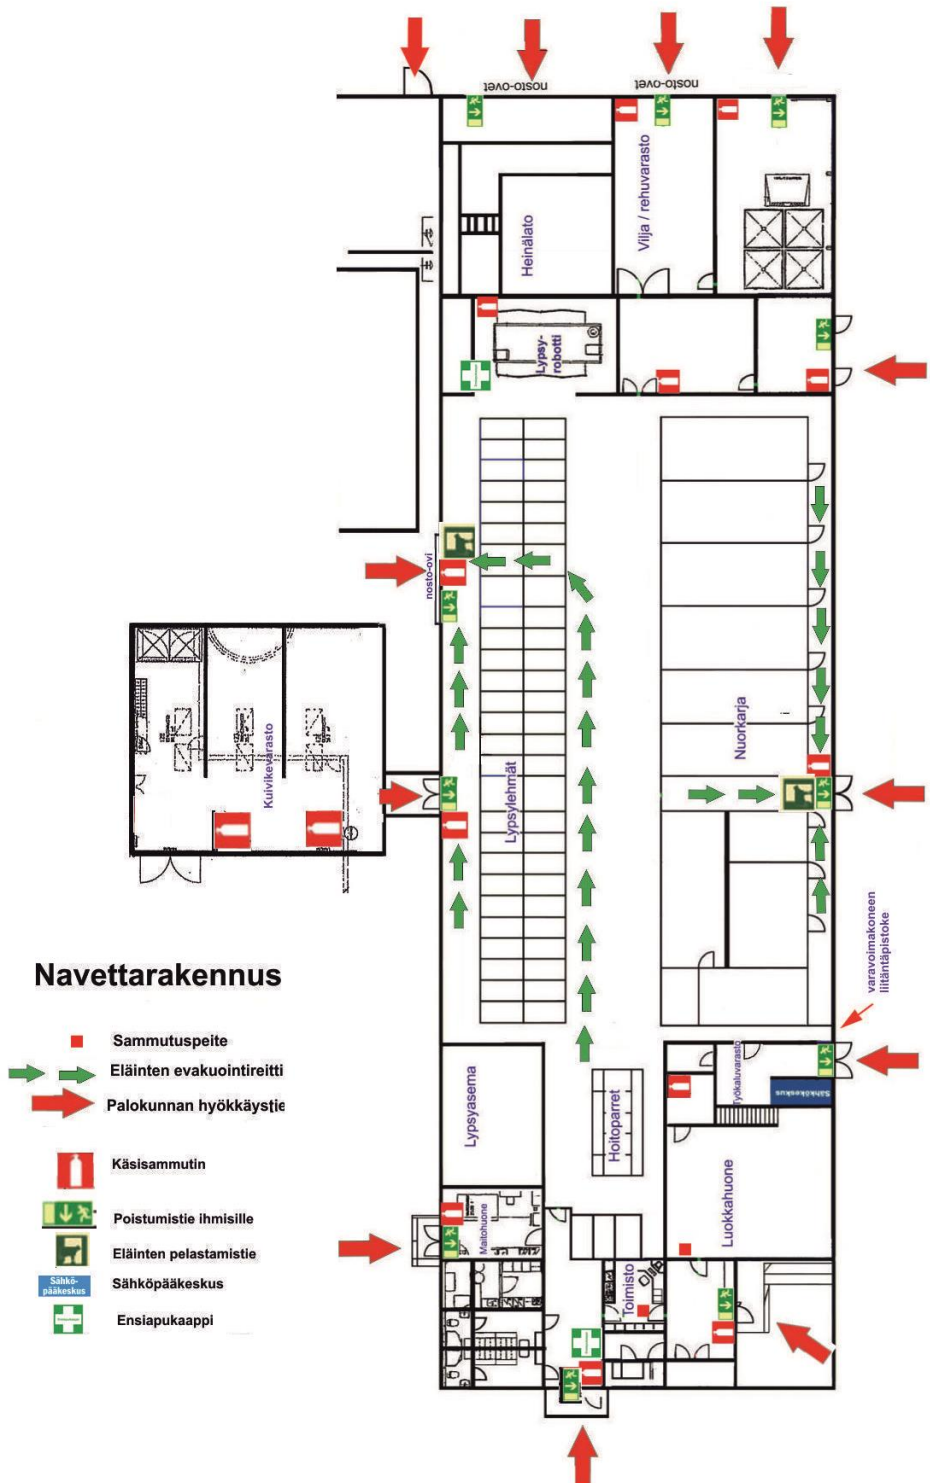 nosto-ovet
nosto-ovet
Heinälato
Vilja / rehuvarasto
Lypsy-
robotti
nosto-ovi
Kuivikevarasto
Lypsylehmät
Nuorkarja
varavoimakoneen
liitäntäpistoke
Navettarakennus
Sammutuspeite
Eläinten evakuointireitti
Palokunnan hyökkäystie
Käsisammutin
Poistumistie ihmisille
Eläinten pelastamistie
Sähkö-
pääkeskus
Sähköpääkeskus
Ensiapukaappi
Lypsyasema
Hoitoparret
Työkaluvarasto
Sähkökeskus
Maitohuone
Luokkahuone
Toimisto